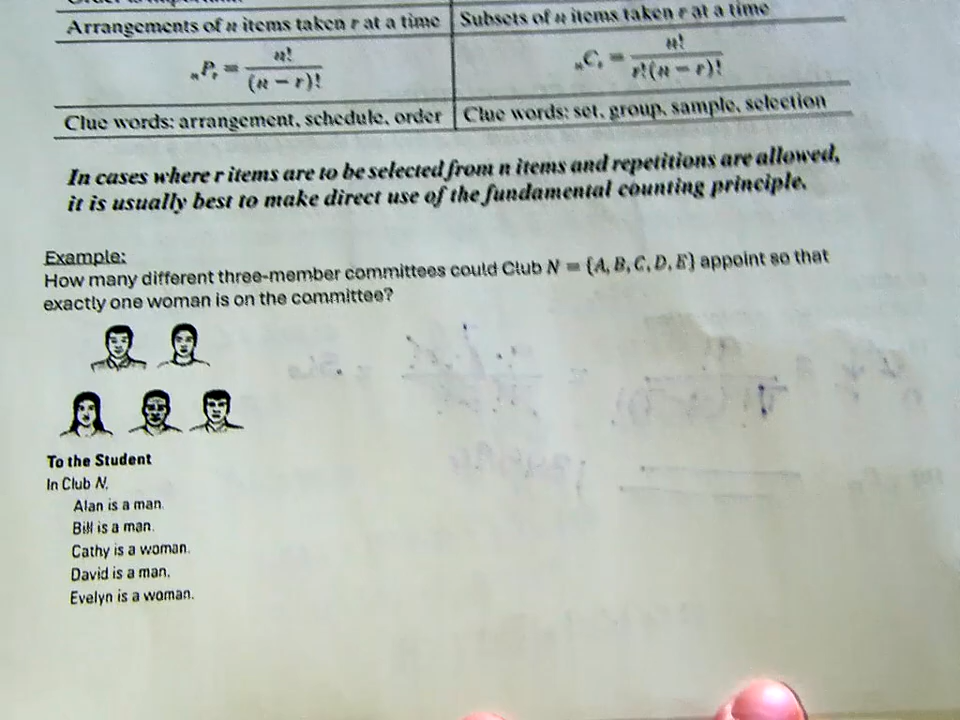 Arrangements of n items taken r at a time
Subsets of n items taken r at a time
nPr = n! / (n − r)!
nCr = n! / r!(n − r)!
Clue words: arrangement, schedule, order
Clue words: set, group, sample, selection
In cases where r items are to be selected from n items and repetitions are allowed,
it is usually best to make direct use of the fundamental counting principle.
Example:
How many different three-member committees could Club N = {A, B, C, D, E} appoint so that
exactly one woman is on the committee?
To the Student
In Club N,
Alan is a man.
Bill is a man.
Cathy is a woman.
David is a man.
Evelyn is a woman.